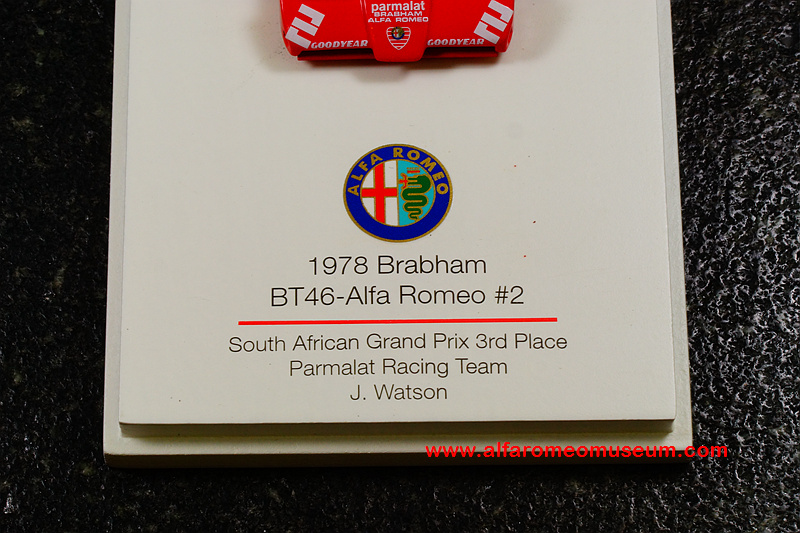 parmalat
BRABHAM
ALFA ROMEO
GOODYEAR
GOODYEAR
ALFA ROMEO
1978 Brabham
BT46-Alfa Romeo #2
South African Grand Prix 3rd Place
Parmalat Racing Team
J. Watson
www.alfaromeomuseum.com